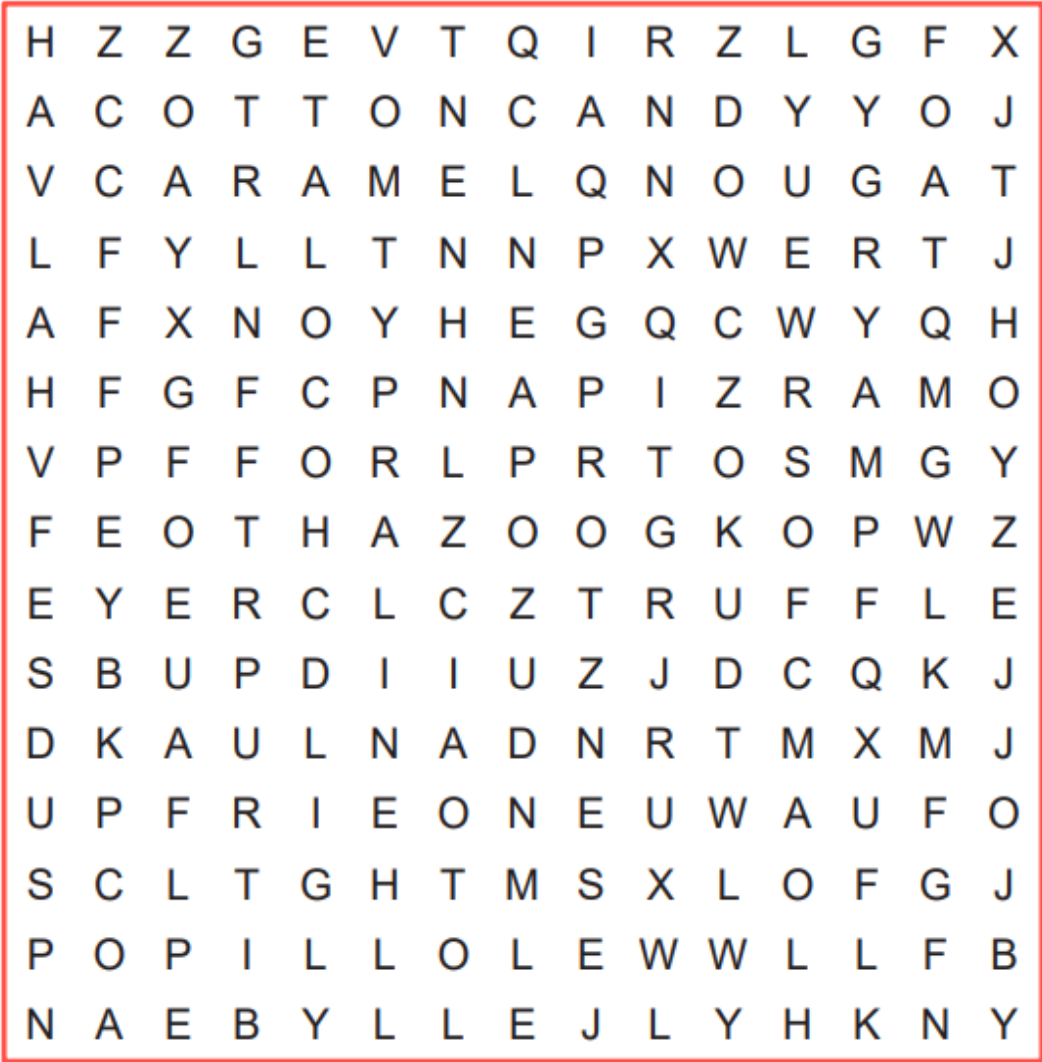 H Z Z G E V T Q I R Z L G F X
A C O T T O N C A N D Y Y O J
V C A R A M E L Q N O U G A T
L F Y L L T N N P X W E R T J
A F X N O Y H E G Q C W Y Q H
H F G F C P N A P I Z R A M O
V P F F O R L P R T O S M G Y
F E O T H A Z O O G K O P W Z
E Y E R C L C Z T R U F F L E
S B U P D I I U Z J D C Q K J
D K A U L N A D N R T M X M J
U P F R I E O N E U W A U F O
S C L T G H T M S X L O F G J
P O P I L L O L E W W L L F B
N A E B Y L L E J L Y H K N Y